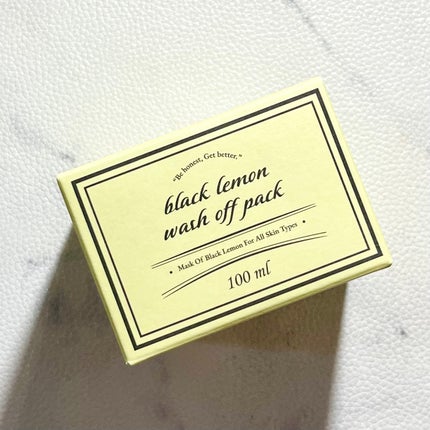 "Be honest, Get better."
black lemon
wash off pack
• Mask Of Black Lemon For All Skin Types •
100 ml